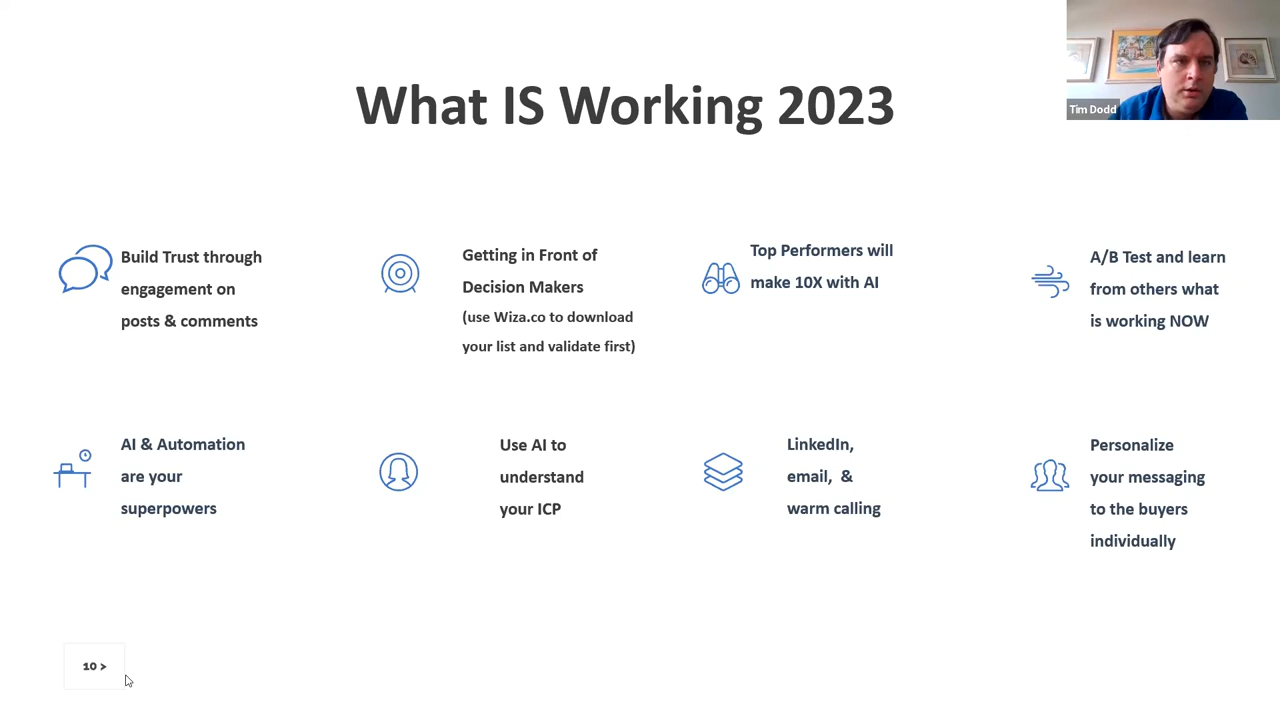 What IS Working 2023
Tim Dodd
Build Trust through
engagement on
posts & comments
Getting in Front of
Decision Makers
(use Wiza.co to download
your list and validate first)
Top Performers will
make 10X with AI
A/B Test and learn
from others what
is working NOW
AI & Automation
are your
superpowers
Use AI to
understand
your ICP
LinkedIn,
email,  &
warm calling
Personalize
your messaging
to the buyers
individually
10 >